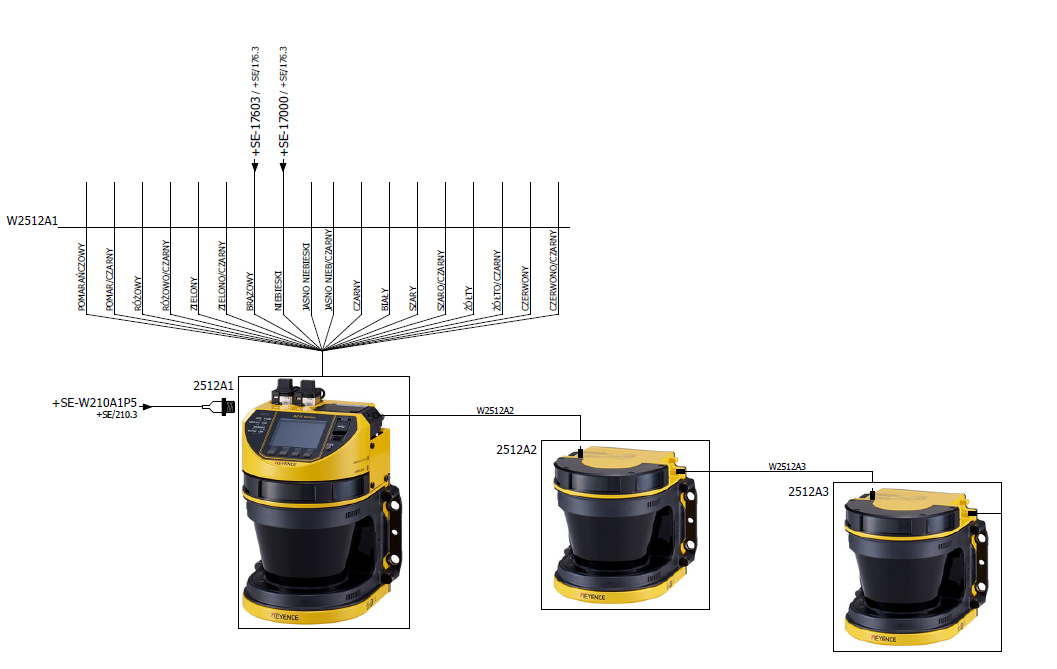 +SE-17603 / +SE/176.3
+SE-17000 / +SE/176.3
W2512A1
POMARAŃCZOWY
POMAR/CZARNY
RÓŻOWY
RÓŻOWO/CZARNY
ZIELONY
ZIELONO/CZARNY
BRĄZOWY
NIEBIESKI
JASNO NIEBIESKI
JASNO NIEB/CZARNY
CZARNY
BIAŁY
SZARY
SZARO/CZARNY
ŻÓŁTY
ŻÓŁTO/CZARNY
CZERWONY
CZERWONO/CZARNY
2512A1
+SE-W210A1P5
+SE/210.3
W2512A2
2512A2
W2512A3
2512A3
KEYENCE
KEYENCE
KEYENCE
KEYENCE